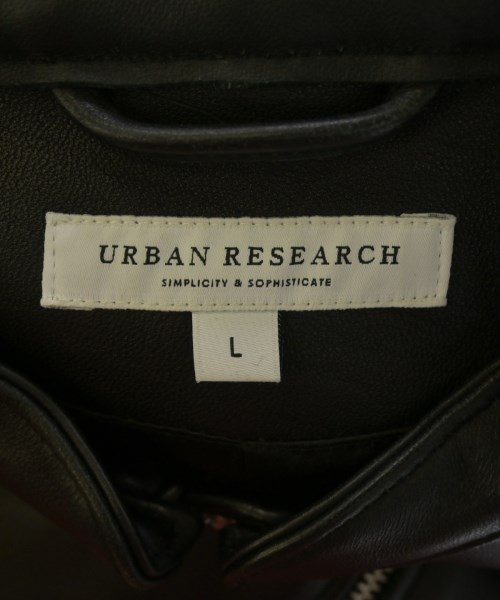 URBAN RESEARCH
SIMPLICITY & SOPHISTICATE
L